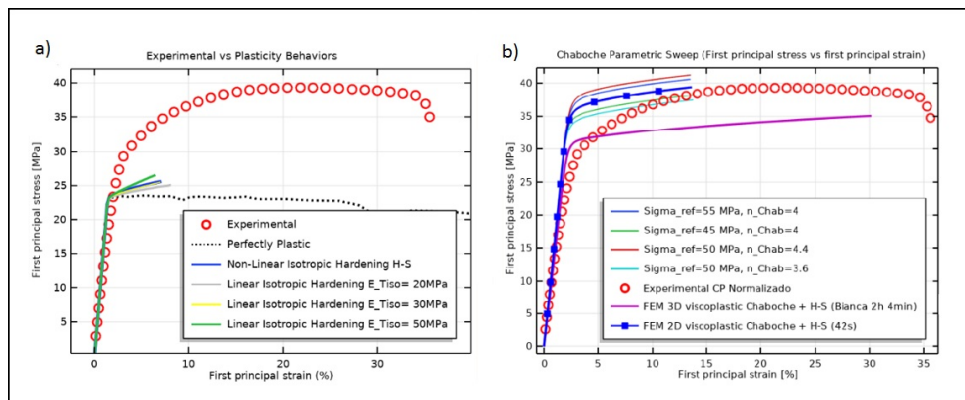 a)
Experimental vs Plasticity Behaviors
First principal stress [MPa]
40
35
30
25
20
15
10
5
Experimental
Perfectly Plastic
Non-Linear Isotropic Hardening H-S
Linear Isotropic Hardening E_Tiso= 20MPa
Linear Isotropic Hardening E_Tiso= 30MPa
Linear Isotropic Hardening E_Tiso= 50MPa
0
10
20
30
First principal strain (%)
b)
Chaboche Parametric Sweep (First principal stress vs first principal strain)
First principal stress [MPa]
40
35
30
25
20
15
10
5
0
Sigma_ref=55 MPa, n_Chab=4
Sigma_ref=45 MPa, n_Chab=4
Sigma_ref=50 MPa, n_Chab=4.4
Sigma_ref=50 MPa, n_Chab=3.6
Experimental CP Normalizado
FEM 3D viscoplastic Chaboche + H-S (Bianca 2h 4min)
FEM 2D viscoplastic Chaboche + H-S (42s)
0
5
10
15
20
25
30
35
First principal strain [%]